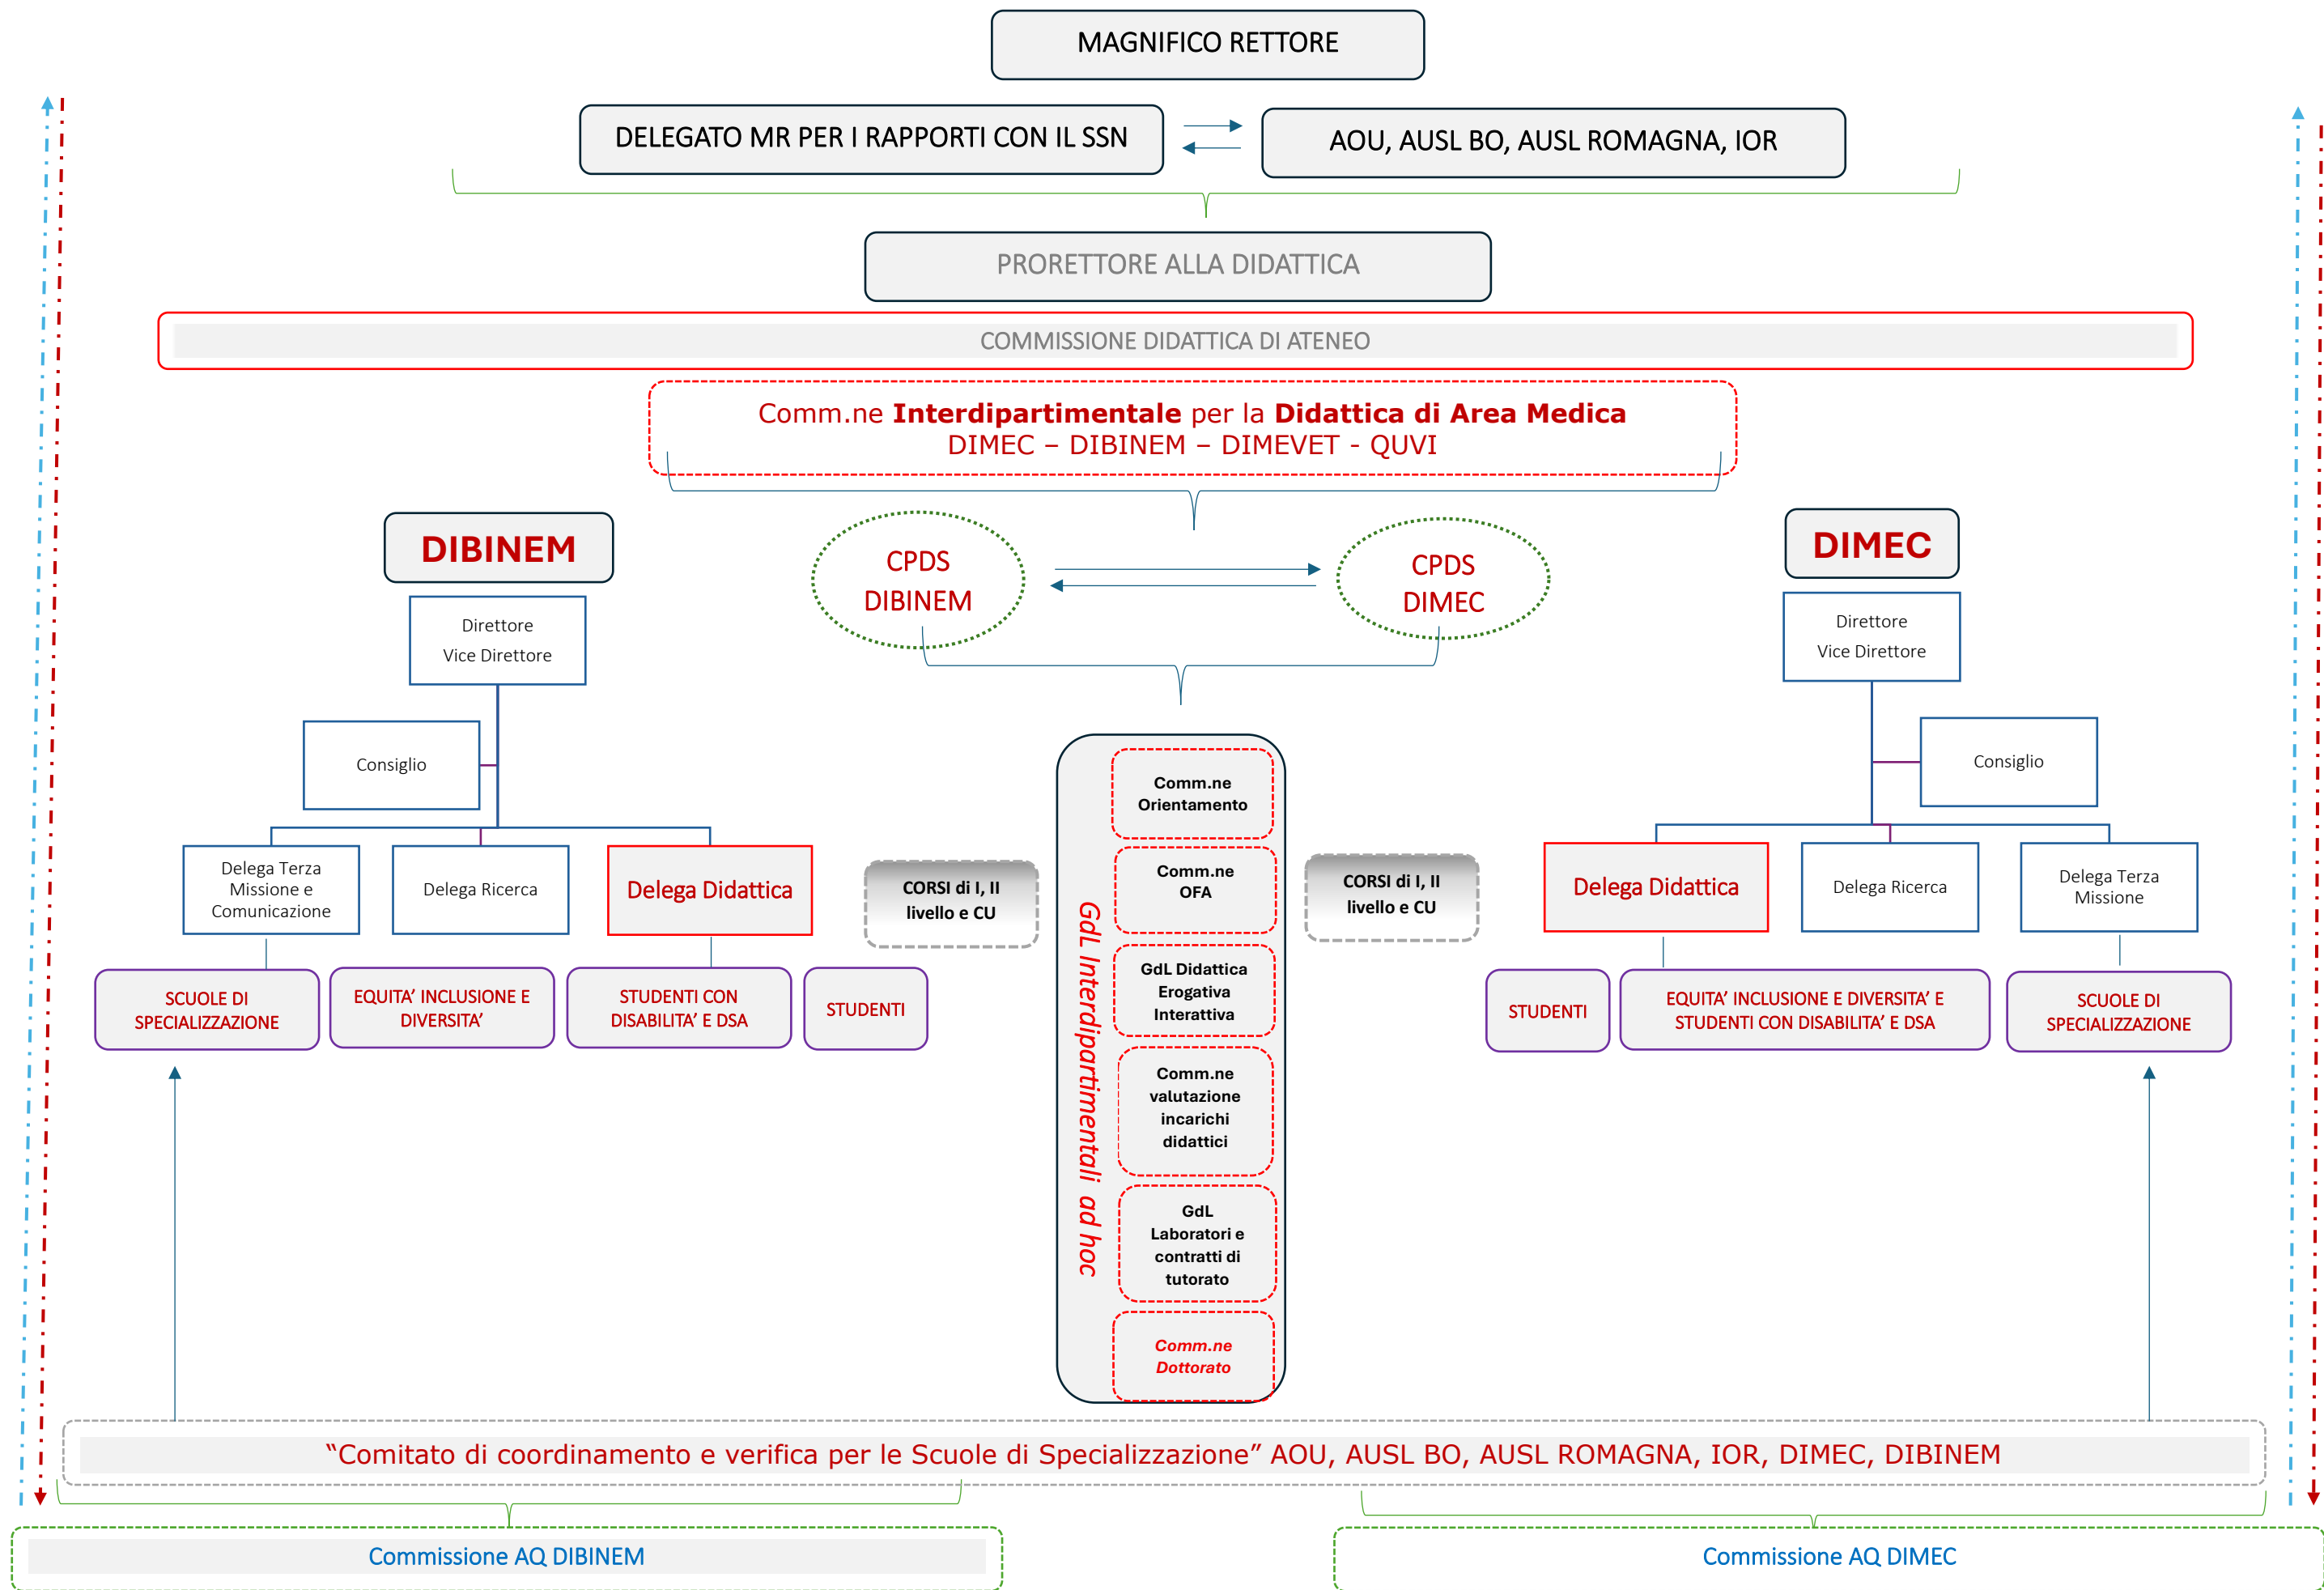 MAGNIFICO RETTORE
DELEGATO MR PER I RAPPORTI CON IL SSN
AOU, AUSL BO, AUSL ROMAGNA, IOR
PRORETTORE ALLA DIDATTICA
COMMISSIONE DIDATTICA DI ATENEO
Comm.ne Interdipartimentale per la Didattica di Area Medica
DIMEC – DIBINEM – DIMEVET - QUVI
DIBINEM
Direttore
Vice Direttore
Consiglio
Delega Terza
Missione e
Comunicazione
Delega Ricerca
Delega Didattica
SCUOLE DI
SPECIALIZZAZIONE
EQUITA’ INCLUSIONE E
DIVERSITA’
STUDENTI CON
DISABILITA’ E DSA
STUDENTI
CPDS
DIBINEM
CPDS
DIMEC
CORSI di I, II
livello e CU
GdL Interdipartimentali ad hoc
Comm.ne
Orientamento
Comm.ne
OFA
GdL Didattica
Erogativa
Interattiva
Comm.ne
valutazione
incarichi
didattici
GdL
Laboratori e
contratti di
tutorato
Comm.ne
Dottorato
CORSI di I, II
livello e CU
DIMEC
Direttore
Vice Direttore
Consiglio
Delega Didattica
Delega Ricerca
Delega Terza
Missione
STUDENTI
EQUITA’ INCLUSIONE E DIVERSITA’ E
STUDENTI CON DISABILITA’ E DSA
SCUOLE DI
SPECIALIZZAZIONE
“Comitato di coordinamento e verifica per le Scuole di Specializzazione” AOU, AUSL BO, AUSL ROMAGNA, IOR, DIMEC, DIBINEM
Commissione AQ DIBINEM
Commissione AQ DIMEC